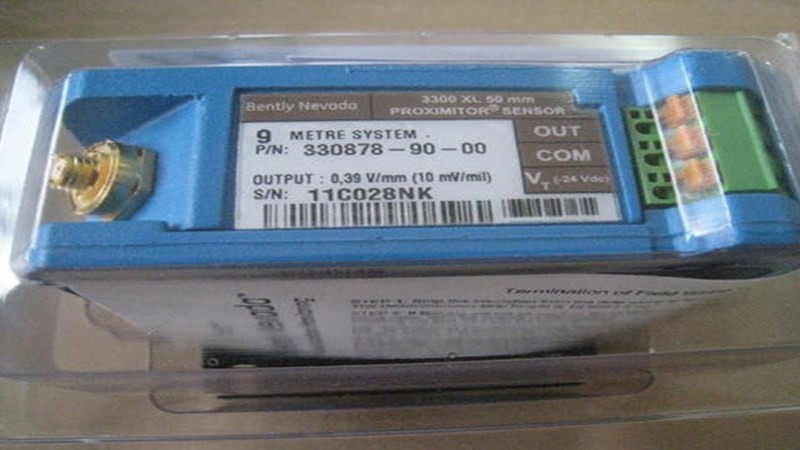 Bently Nevada
3300 XL 50 mm
PROXIMITOR® SENSOR
9 METRE SYSTEM .
P/N: 330878-90-00
OUTPUT : 0,39 V/mm (10 mV/mil)
S/N: 11C028NK
OUT
COM
VT (-24 Vdc)
Termination of Field